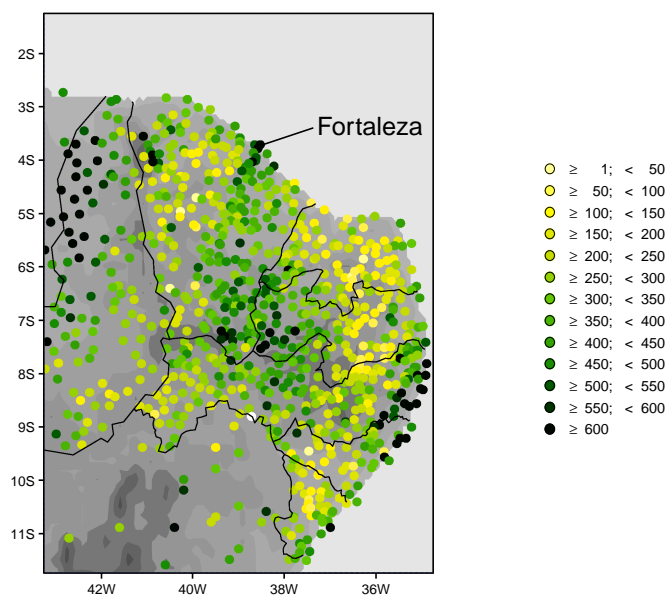 2S
3S
4S
5S
6S
7S
8S
9S
10S
11S
42W 40W 38W 36W
Fortaleza
≥ 1; < 50
≥ 50; < 100
≥ 100; < 150
≥ 150; < 200
≥ 200; < 250
≥ 250; < 300
≥ 300; < 350
≥ 350; < 400
≥ 400; < 450
≥ 450; < 500
≥ 500; < 550
≥ 550; < 600
≥ 600